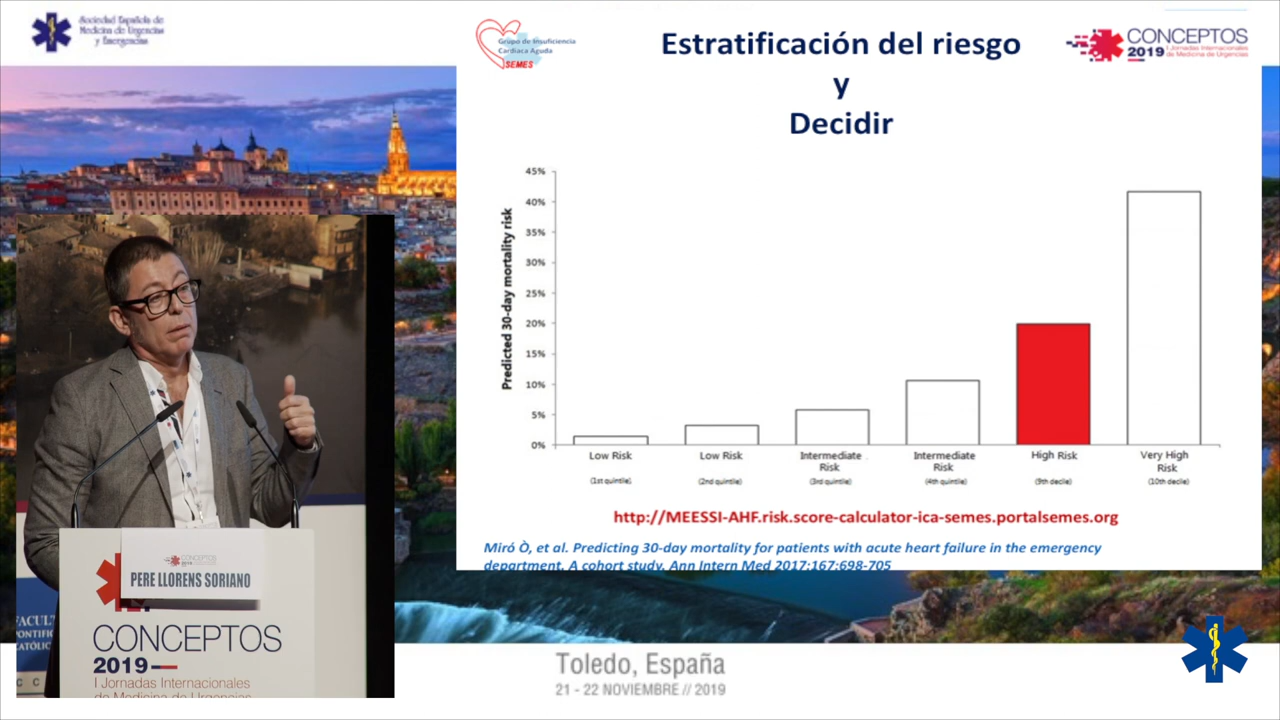 Sociedad Española de
Medicina de Urgencias
y Emergencias
Grupo de Insuficiencia
Cardiaca Aguda
SEMES
Estratificación del riesgo
y
Decidir
CONCEPTOS
2019 I Jornadas Internacionales
de Medicina de Urgencias
Predicted 30-day mortality risk
45%
40%
35%
30%
25%
20%
15%
10%
5%
0%
Low Risk
(1st quintile)
Low Risk
(2nd quintile)
Intermediate
Risk
(3rd quintile)
Intermediate
Risk
(4th quintile)
High Risk
(9th decile)
Very High
Risk
(10th decile)
http://MEESSI-AHF.risk.score-calculator-ica-semes.portalsemes.org
Miró Ò, et al. Predicting 30-day mortality for patients with acute heart failure in the emergency
department. A cohort study. Ann Intern Med 2017;167:698-705
CONCEPTOS
2019
PERE LLORENS SORIANO
CONCEPTOS
2019
I Jornadas Internacionales
de Medicina de Urgencias
Toledo, España
21 - 22 NOVIEMBRE // 2019